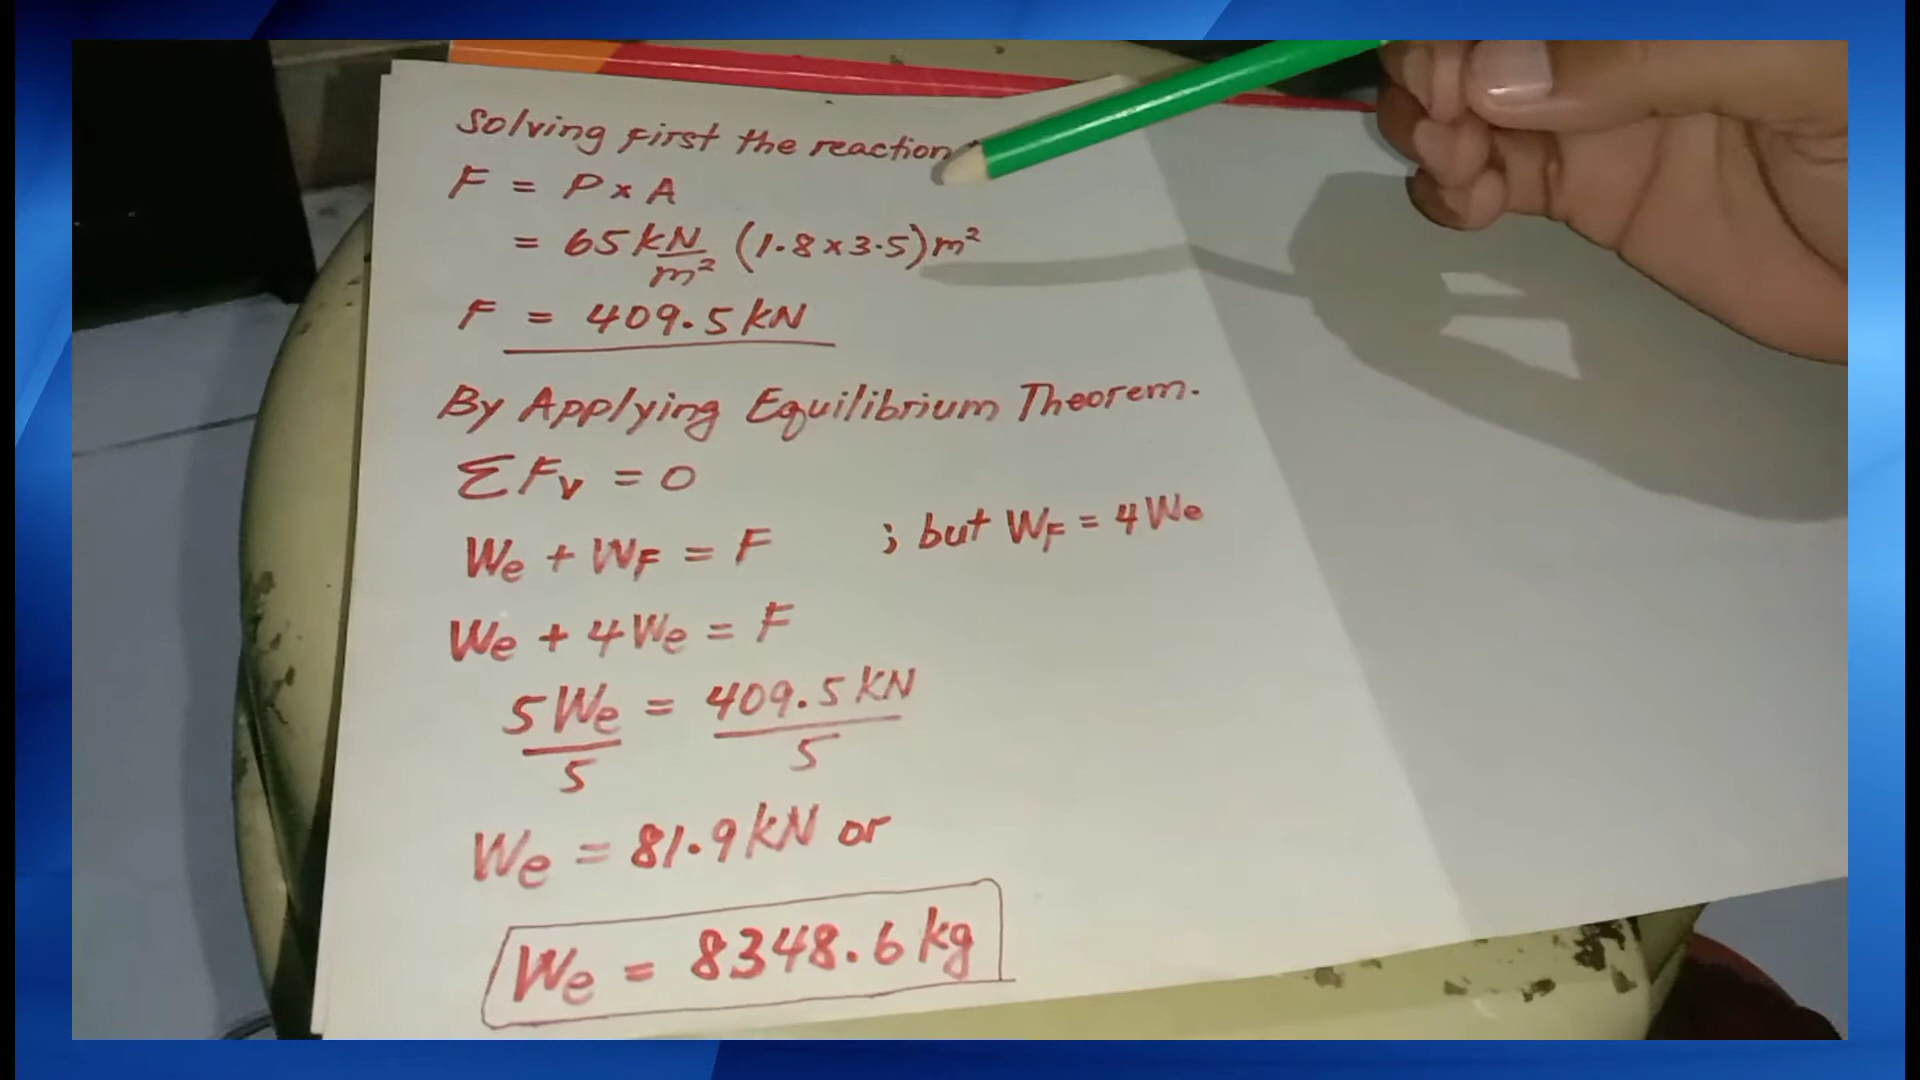 Solving first the reaction
F = P x A
= 65 kN/m² (1.8 x 3.5) m²
F = 409.5 kN
By Applying Equilibrium Theorem.
ΣFv = 0
We + WF = F ; but WF = 4We
We + 4We = F
5We/5 = 409.5 kN/5
We = 81.9 kN or
We = 8348.6 kg